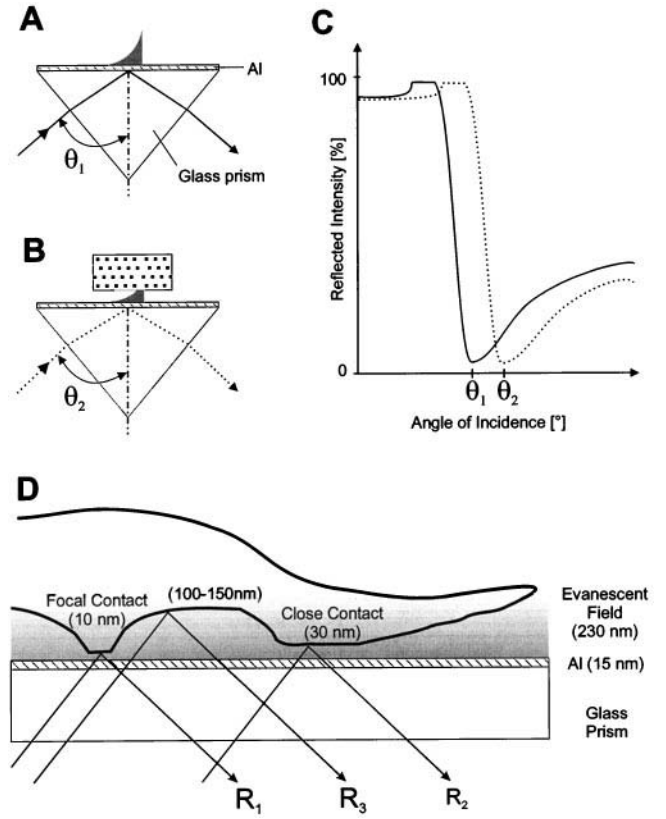 A
Al
θ1
Glass prism
B
θ2
C
100
Reflected Intensity [%]
0
θ1 θ2
Angle of Incidence [°]
D
Focal Contact
(10 nm)
(100-150nm)
Close Contact
(30 nm)
Evanescent
Field
(230 nm)
Al (15 nm)
Glass
Prism
R1 R3 R2